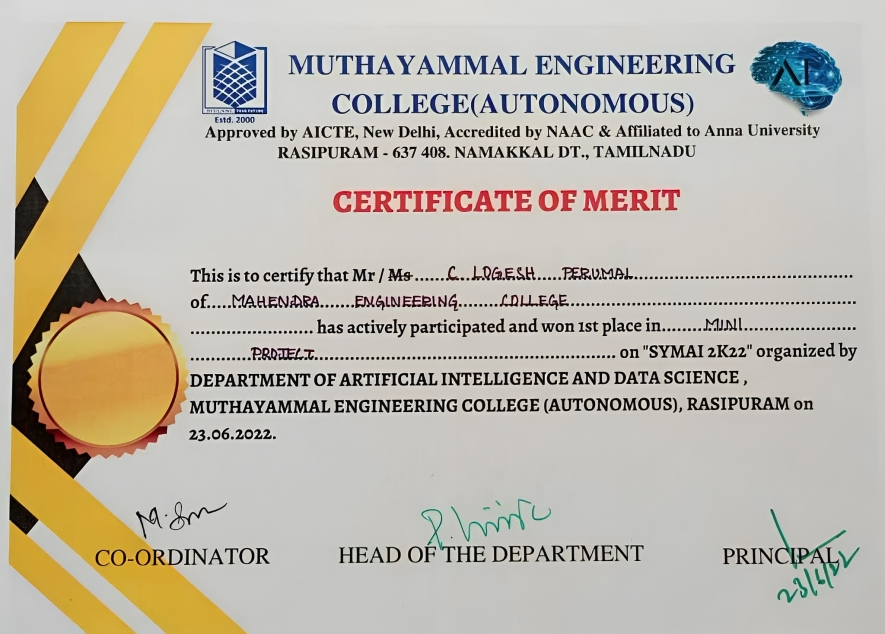 MUTHAYAMMAL ENGINEERING
COLLEGE(AUTONOMOUS)
Estd. 2000
AI
Approved by AICTE, New Delhi, Accredited by NAAC & Affiliated to Anna University
RASIPURAM - 637 408. NAMAKKAL DT., TAMILNADU
CERTIFICATE OF MERIT
This is to certify that Mr / Ms ...... C LOGESH PERUMAL ......
of.... MAHENDRA ENGINEERING COLLEGE ......
...................... has actively participated and won 1st place in........ MINI ......
........... PROJECT ...... on "SYMAI 2K22" organized by
DEPARTMENT OF ARTIFICIAL INTELLIGENCE AND DATA SCIENCE ,
MUTHAYAMMAL ENGINEERING COLLEGE (AUTONOMOUS), RASIPURAM on
23.06.2022.
CO-ORDINATOR
HEAD OF THE DEPARTMENT
PRINCIPAL
23/6/22